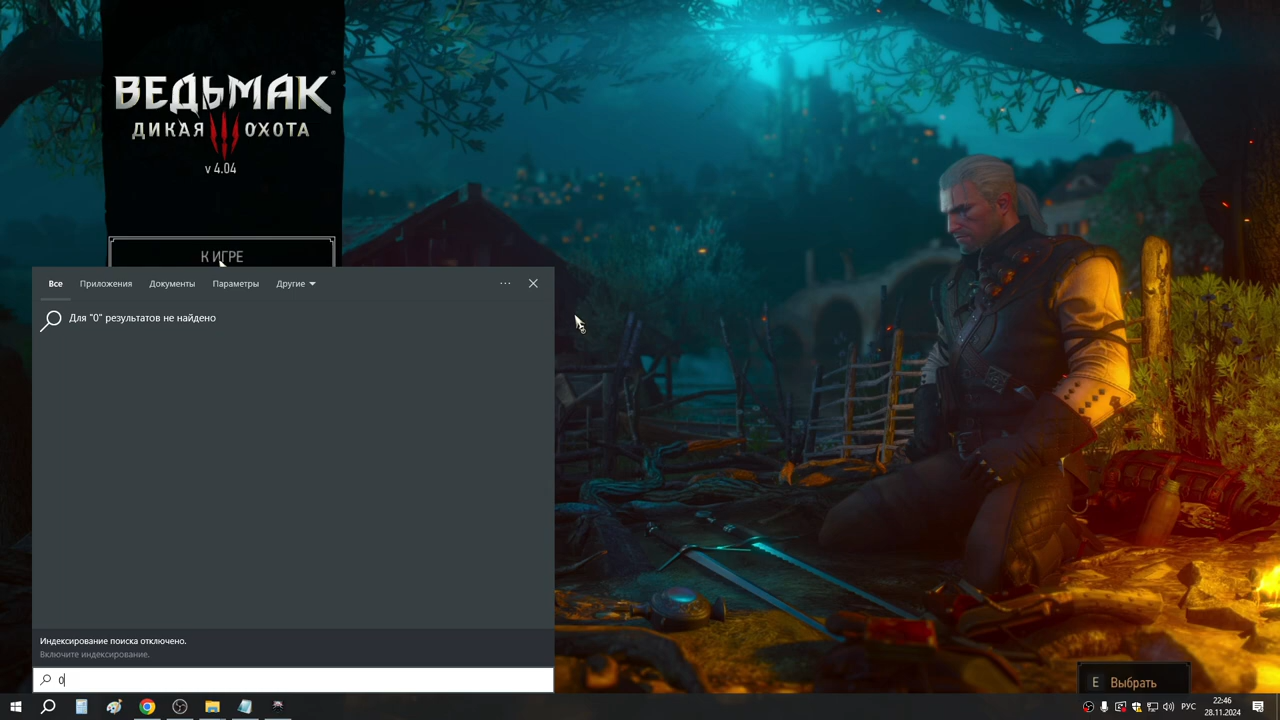 ВЕДЬМАК
ДИКАЯ III ОХОТА
v 4.04
К ИГРЕ
Все Приложения Документы Параметры Другие
Для "0" результатов не найдено
Индексирование поиска отключено.
Включите индексирование.
0
E Выбрать
РУС
22:46
28.11.2024